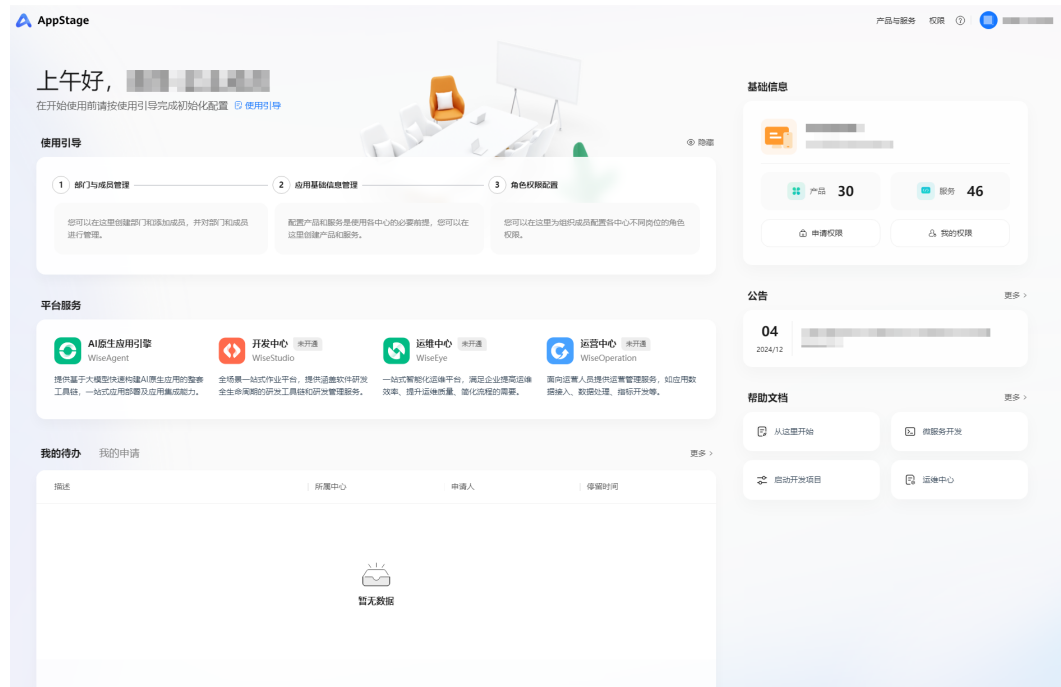 AppStage
产品与服务 权限
上午好，
在开始使用前请按使用引导完成初始化配置 使用引导
使用引导
隐藏
1 部门与成员管理
2 应用基础信息管理
3 角色权限配置
您可以在这里创建部门和添加成员，并对部门和成员
进行管理。
配置产品和服务是使用各中心的必要前提，您可以在
这里创建产品和服务。
您可以在这里为组织成员配置各中心不同岗位的角色
权限。
平台服务
AI原生应用引擎
WiseAgent
提供基于大模型快速构建AI原生应用的整套
工具链，一站式应用部署及应用集成能力。
开发中心 未开通
WiseStudio
全场景一站式作业平台，提供涵盖软件研发
全生命周期的研发工具链和研发管理服务。
运维中心 未开通
WiseEye
一站式智能化运维平台，满足企业提高运维
效率、提升运维质量、能化流程的需要。
运营中心 未开通
WiseOperation
面向运营人员提供运营管理服务，如应用数
据接入、数据处理、指标开发等。
我的待办 我的申请
更多 >
描述 所属中心 申请人 停留时间
暂无数据
基础信息
产品 30
服务 46
申请权限
我的权限
公告
更多 >
04
2024/12
帮助文档
更多 >
从这里开始
微服务开发
启动开发项目
运维中心